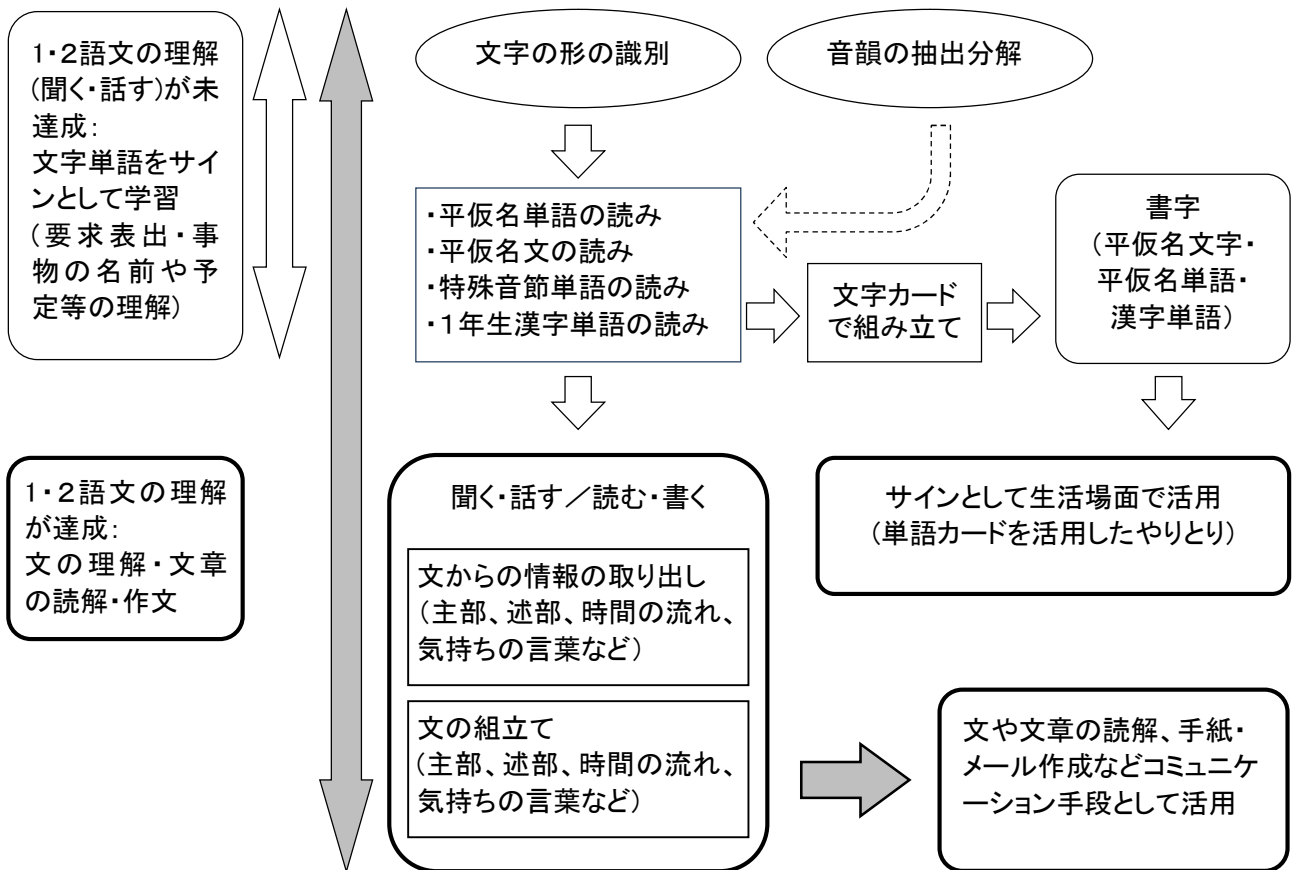 1・2語文の理解
(聞く・話す)が未
達成:
文字単語をサイ
ンとして学習
(要求表出・事
物の名前や予
定等の理解)
文字の形の識別
音韻の抽出分解
・平仮名単語の読み
・平仮名文の読み
・特殊音節単語の読み
・1年生漢字単語の読み
文字カード
で組み立て
書字
(平仮名文字・
平仮名単語・
漢字単語)
1・2語文の理解
が達成:
文の理解・文章
の読解・作文
聞く・話す/読む・書く
文からの情報の取り出し
(主部、述部、時間の流れ、
気持ちの言葉など)
文の組立て
(主部、述部、時間の流れ、
気持ちの言葉など)
サインとして生活場面で活用
(単語カードを活用したやりとり)
文や文章の読解、手紙・
メール作成などコミュニケ
ーション手段として活用